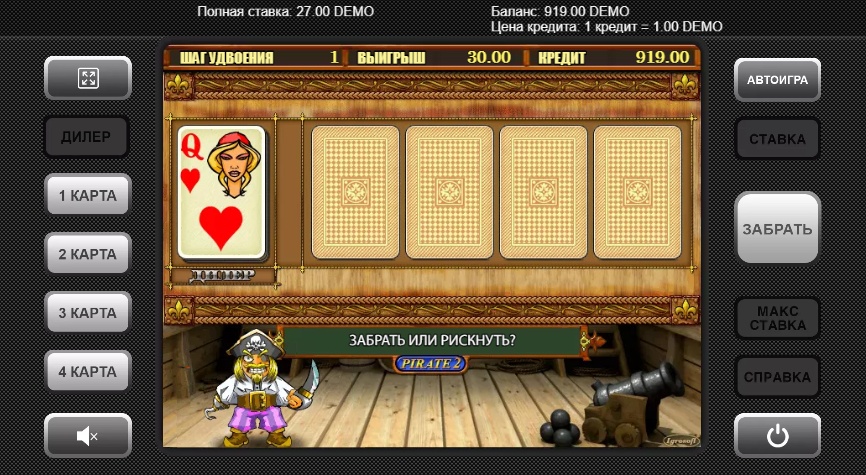 Полная ставка: 27.00 DEMO
Баланс: 919.00 DEMO
Цена кредита: 1 кредит = 1.00 DEMO
ШАГ УДВОЕНИЯ 1 ВЫИГРЫШ 30.00 КРЕДИТ 919.00
АВТОИГРА
ДИЛЕР
СТАВКА
Q
1 КАРТА
ЗАБРАТЬ
2 КАРТА
3 КАРТА
МАКС
СТАВКА
ЗАБРАТЬ ИЛИ РИСКНУТЬ?
PIRATE 2
4 КАРТА
СПРАВКА
Igrosoft